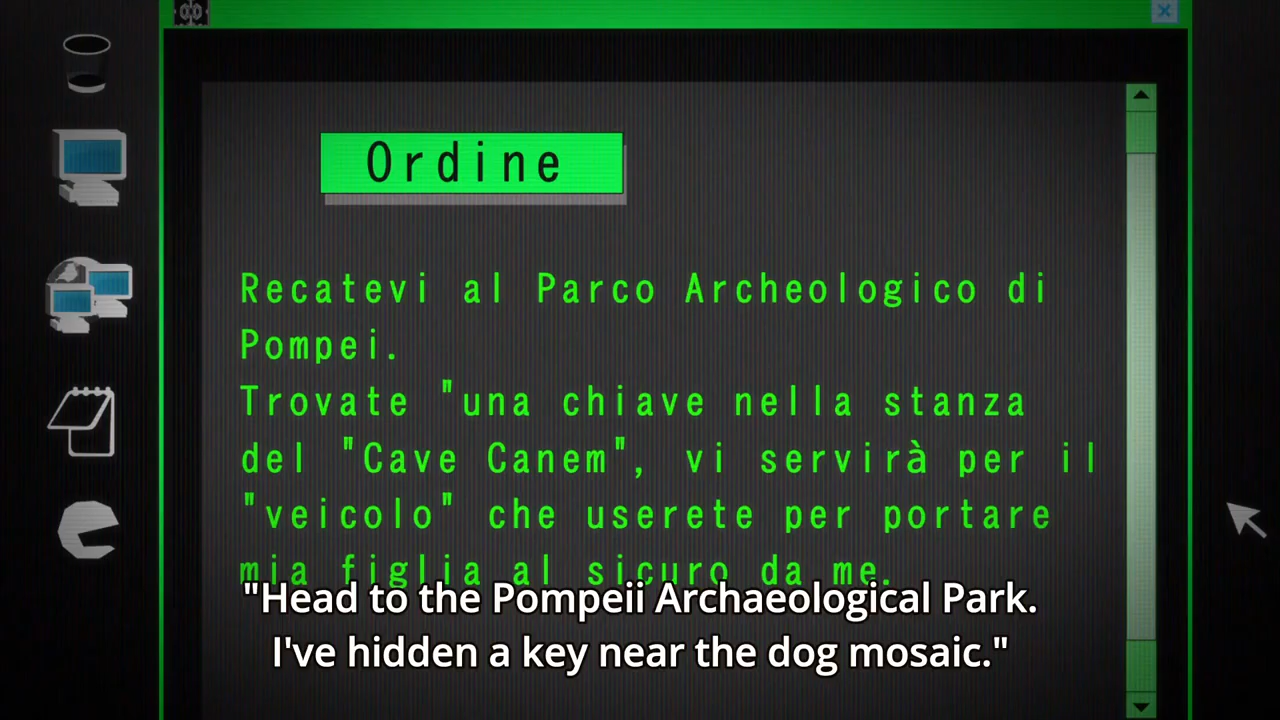 Ordine
Recatevi al Parco Archeologico di
Pompei.
Trovate "una chiave nella stanza
del "Cave Canem", vi servirà per il
"veicolo" che userete per portare
mia figlia al sicuro da me.
"Head to the Pompeii Archaeological Park.
I've hidden a key near the dog mosaic."